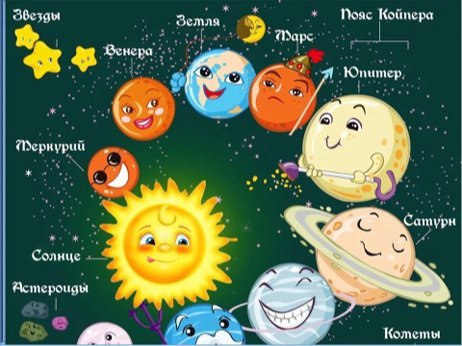 Звезды
Земля
Пояс Койпера
Венера
Марс
Юпитер
Меркурий
Сатурн
Солнце
Астероиды
Кометы